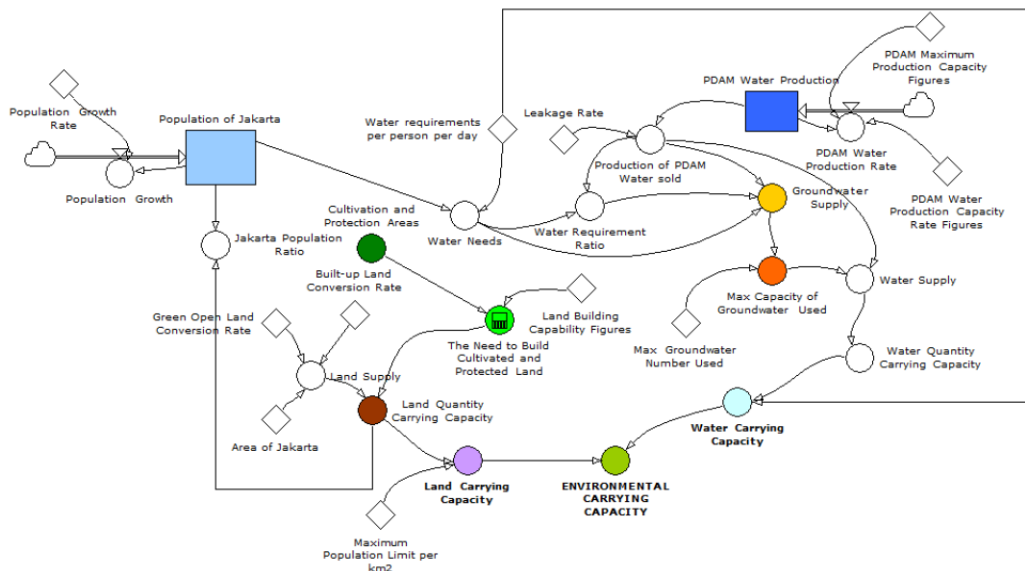 PDAM Maximum
Production Capacity
Figures
PDAM Water Production
Population Growth
Rate
Population of Jakarta
Water requirements
per person per day
Leakage Rate
Production of PDAM
Water sold
PDAM Water
Production Rate
Population Growth
Cultivation and
Protection Areas
Groundwater
Supply
PDAM Water
Production Capacity
Rate Figures
Jakarta Population
Ratio
Water Needs
Water Requirement
Ratio
Built-up Land
Conversion Rate
Water Supply
Green Open Land
Conversion Rate
Land Building
Capability Figures
Max Capacity of
Groundwater Used
The Need to Build
Cultivated and
Protected Land
Max Groundwater
Number Used
Water Quantity
Carrying Capacity
Land Supply
Land Quantity
Carrying Capacity
Area of Jakarta
Water Carrying
Capacity
Land Carrying
Capacity
ENVIRONMENTAL
CARRYING
CAPACITY
Maximum
Population Limit per
km2